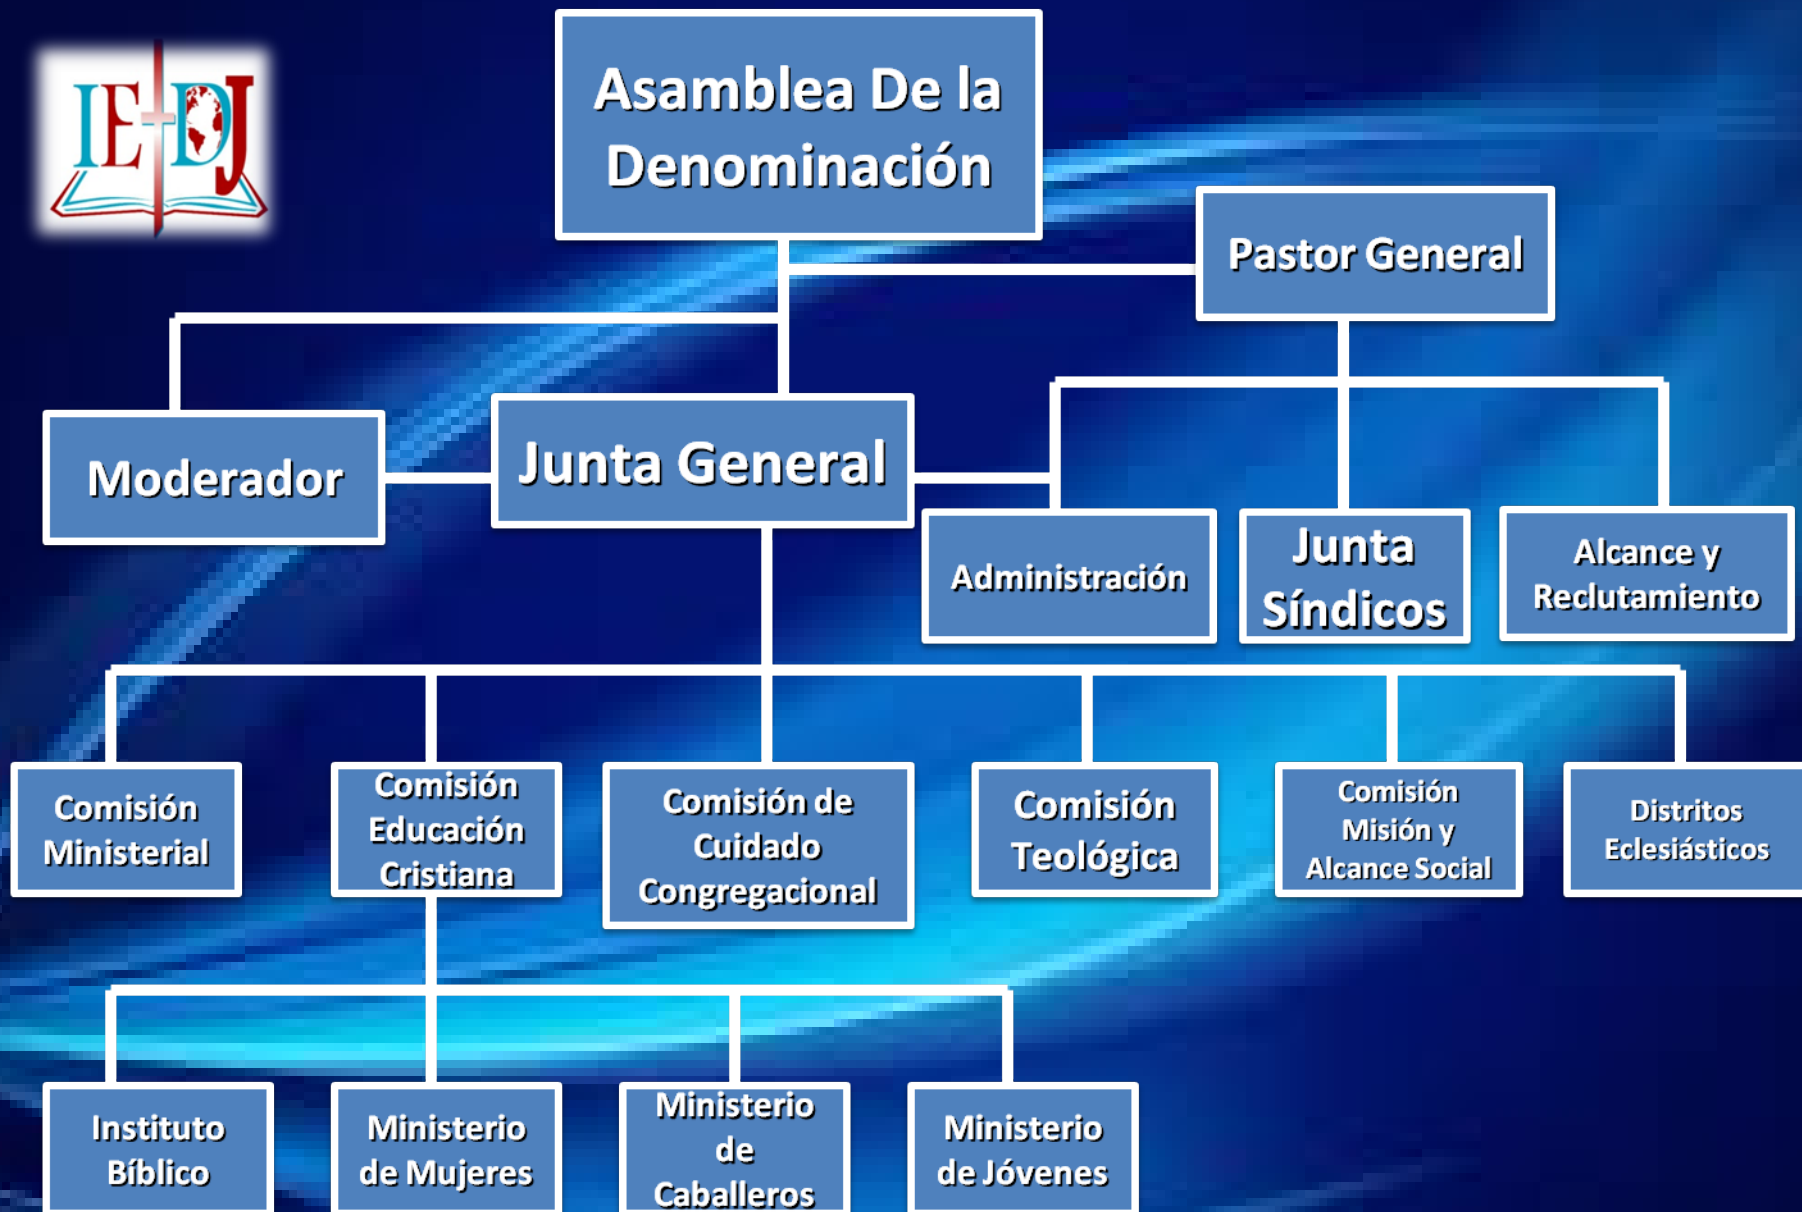 IE DJ
Asamblea De la
Denominación
Pastor General
Moderador
Junta General
Administración
Junta
Síndicos
Alcance y
Reclutamiento
Comisión
Ministerial
Comisión
Educación
Cristiana
Comisión de
Cuidado
Congregacional
Comisión
Teológica
Comisión
Misión y
Alcance Social
Distritos
Eclesiásticos
Instituto
Bíblico
Ministerio
de Mujeres
Ministerio
de
Caballeros
Ministerio
de Jóvenes